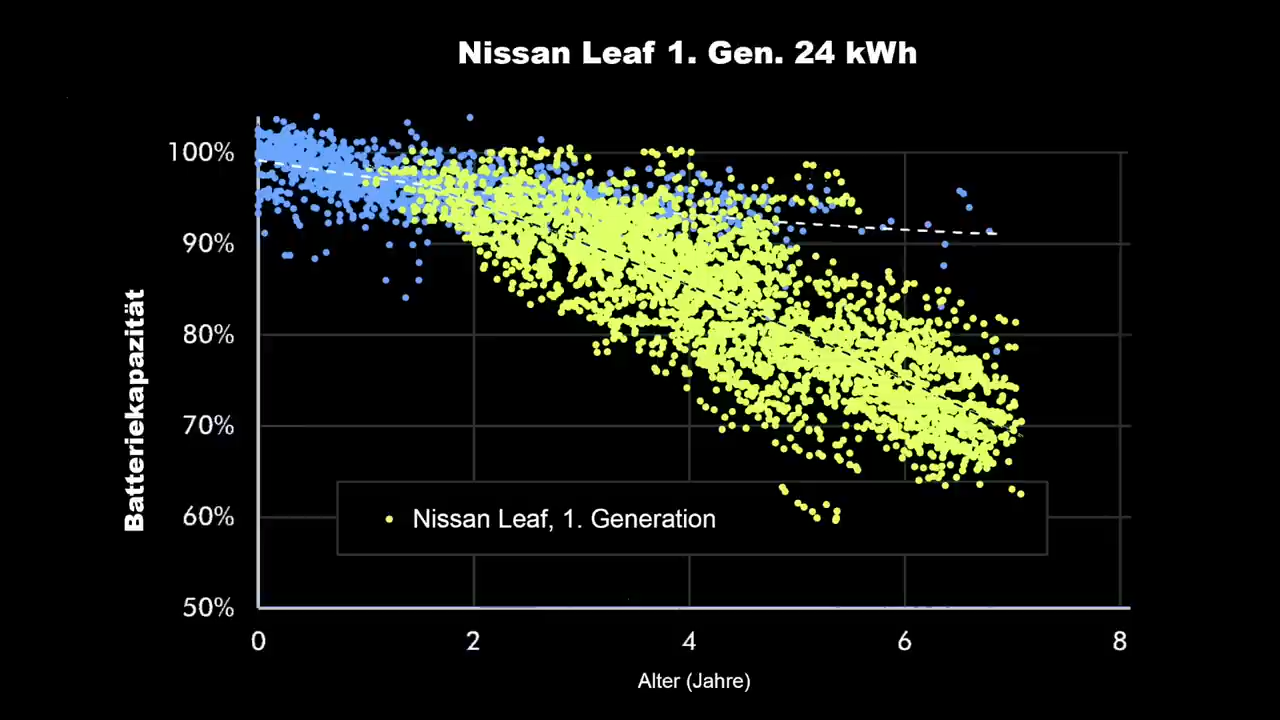 Nissan Leaf 1. Gen. 24 kWh
100%
90%
80%
70%
60%
50%
Batteriekapazität
Nissan Leaf, 1. Generation
0 2 4 6 8
Alter (Jahre)